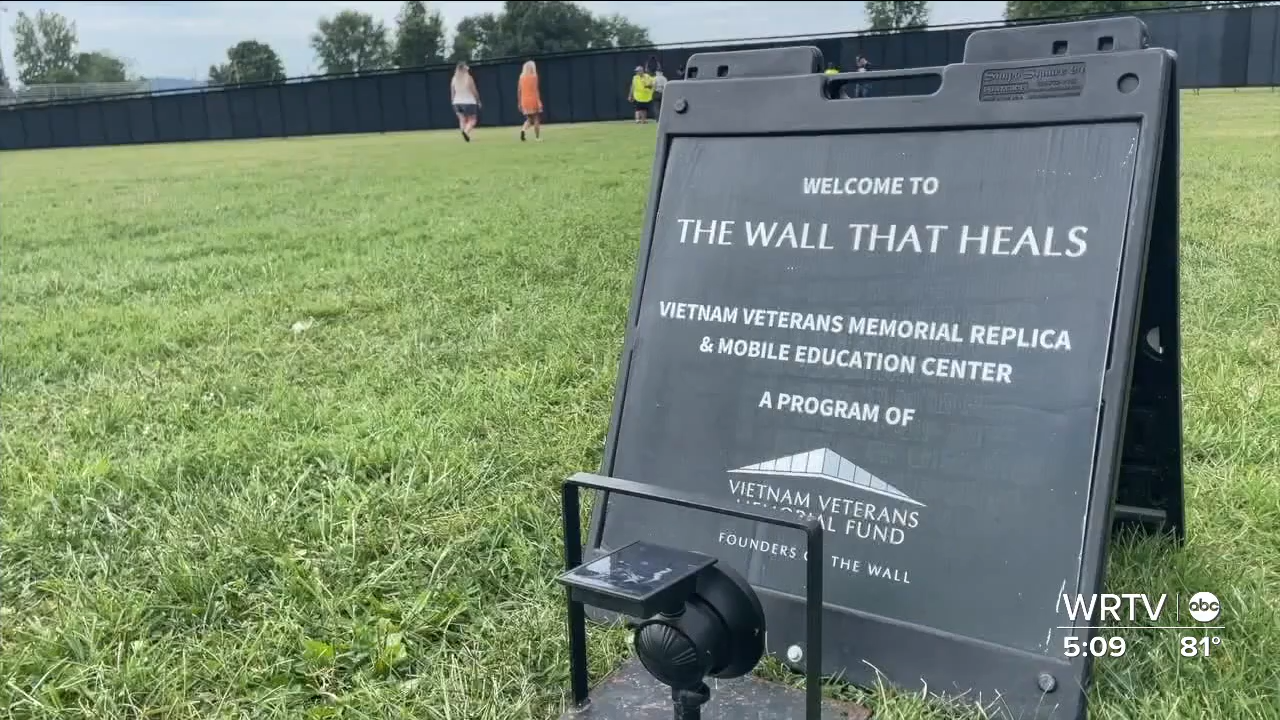 WELCOME TO
THE WALL THAT HEALS
VIETNAM VETERANS MEMORIAL REPLICA
& MOBILE EDUCATION CENTER
A PROGRAM OF
VIETNAM VETERANS
MEMORIAL FUND
FOUNDERS OF THE WALL
WRTV abc
5:09 81°